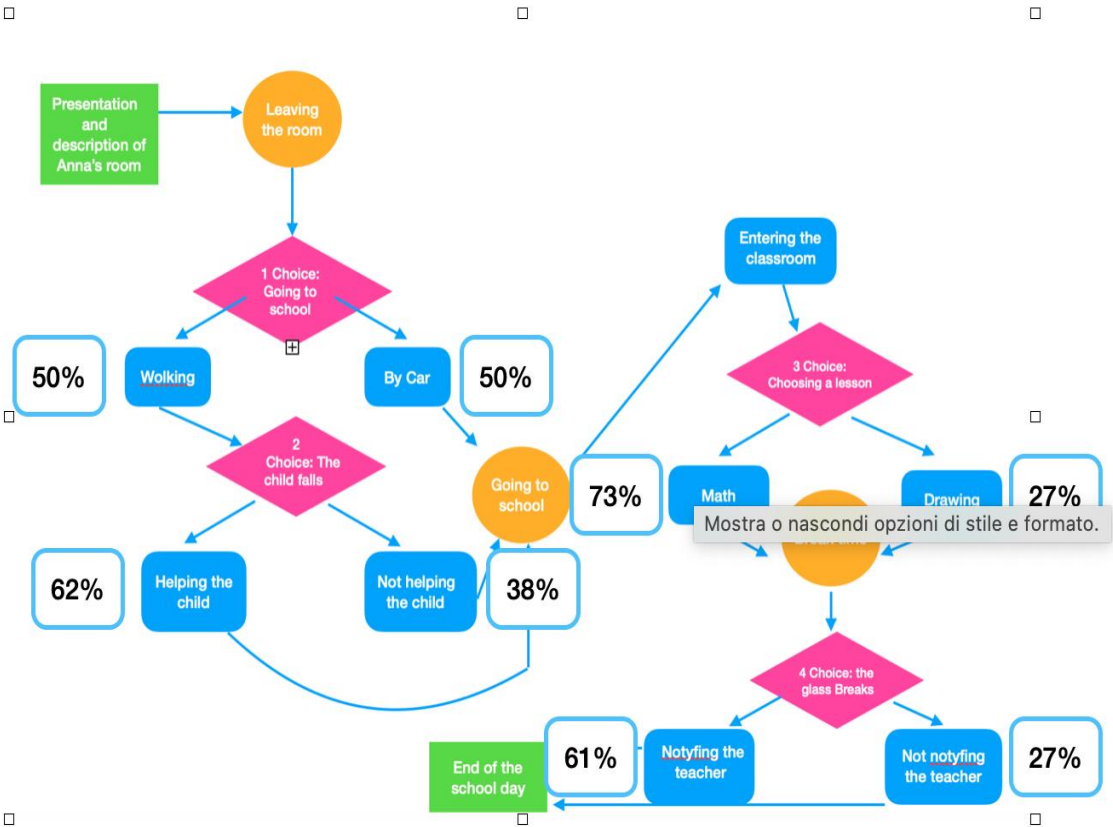 Presentation
and
description of
Anna's room
Leaving
the room
1 Choice:
Going to
school
50%
Wolking
By Car
50%
2
Choice: The
child falls
62%
Helping the
child
Not helping
the child
38%
Going to
school
Entering the
classroom
3 Choice:
Choosing a lesson
73%
Math
Drawing
27%
Mostra o nascondi opzioni di stile e formato.
4 Choice: the
glass Breaks
61%
Notyfing the
teacher
Not notyfing
the teacher
27%
End of the
school day